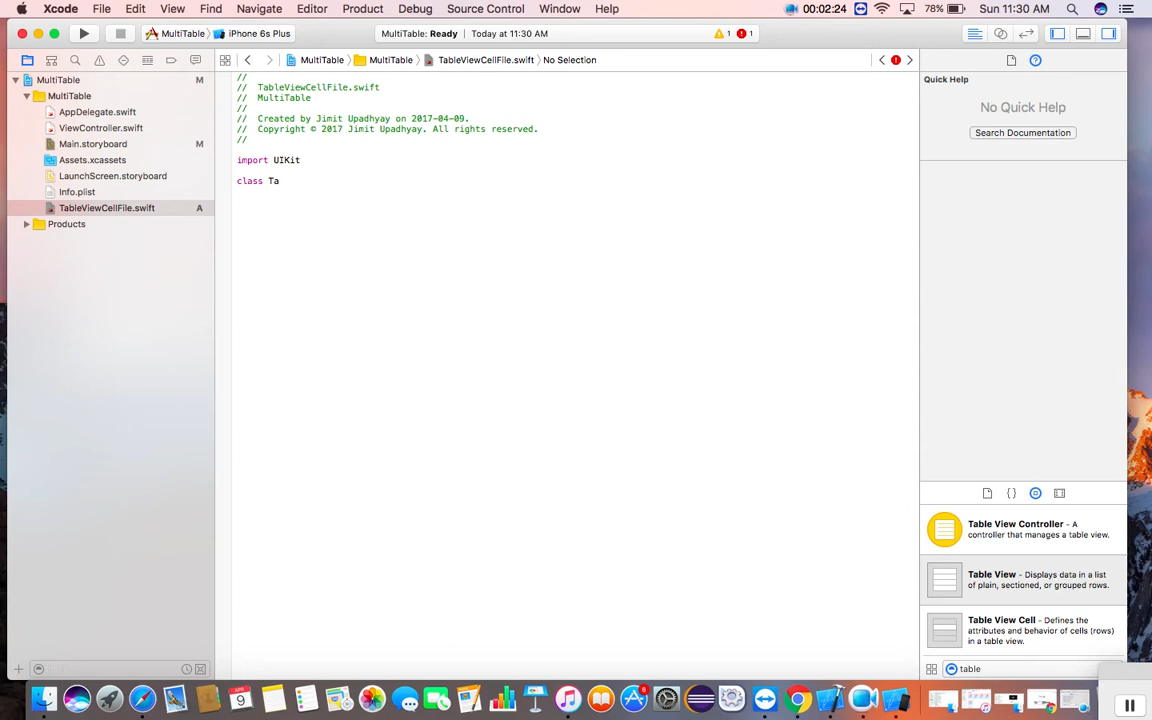 Xcode File Edit View Find Navigate Editor Product Debug Source Control Window Help 00:02:24 78% Sun 11:30 AM
MultiTable iPhone 6s Plus MultiTable: Ready | Today at 11:30 AM 1 1
MultiTable MultiTable TableViewCellFile.swift No Selection
MultiTable M
MultiTable
AppDelegate.swift
ViewController.swift
Main.storyboard M
Assets.xcassets
LaunchScreen.storyboard
Info.plist
TableViewCellFile.swift A
Products
//
// TableViewCellFile.swift
// MultiTable
//
// Created by Jimit Upadhyay on 2017-04-09.
// Copyright © 2017 Jimit Upadhyay. All rights reserved.
//
import UIKit
class Ta
Quick Help
No Quick Help
Search Documentation
Table View Controller - A
controller that manages a table view.
Table View - Displays data in a list
of plain, sectioned, or grouped rows.
Table View Cell - Defines the
attributes and behavior of cells (rows)
in a table view.
table
APR
9
6